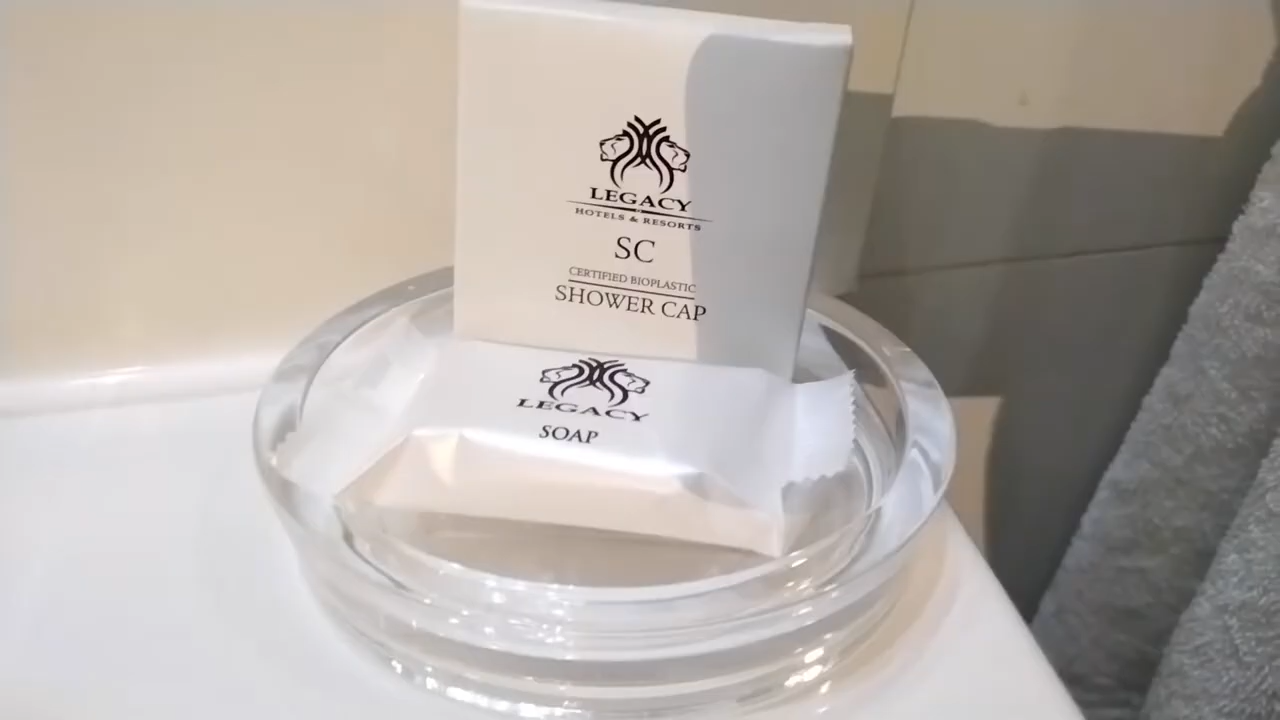 LEGACY
HOTELS & RESORTS
SC
CERTIFIED BIOPLASTIC
SHOWER CAP
LEGACY
SOAP